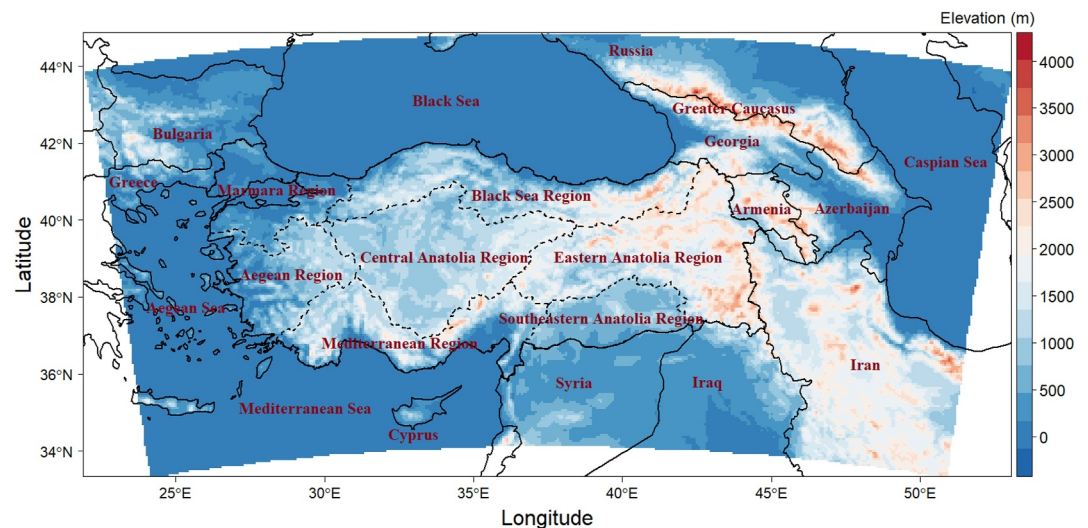 Elevation (m)
44°N
42°N
40°N
38°N
36°N
34°N
Latitude
Russia
Black Sea
Greater Caucasus
Bulgaria
Georgia
Caspian Sea
Greece
Marmara Region
Black Sea Region
Armenia
Azerbaijan
Central Anatolia Region
Eastern Anatolia Region
Aegean Region
Aegean Sea
Southeastern Anatolia Region
Mediterranean Region
Iran
Syria
Iraq
Mediterranean Sea
Cyprus
4000
3500
3000
2500
2000
1500
1000
500
0
25°E
30°E
35°E
40°E
45°E
50°E
Longitude